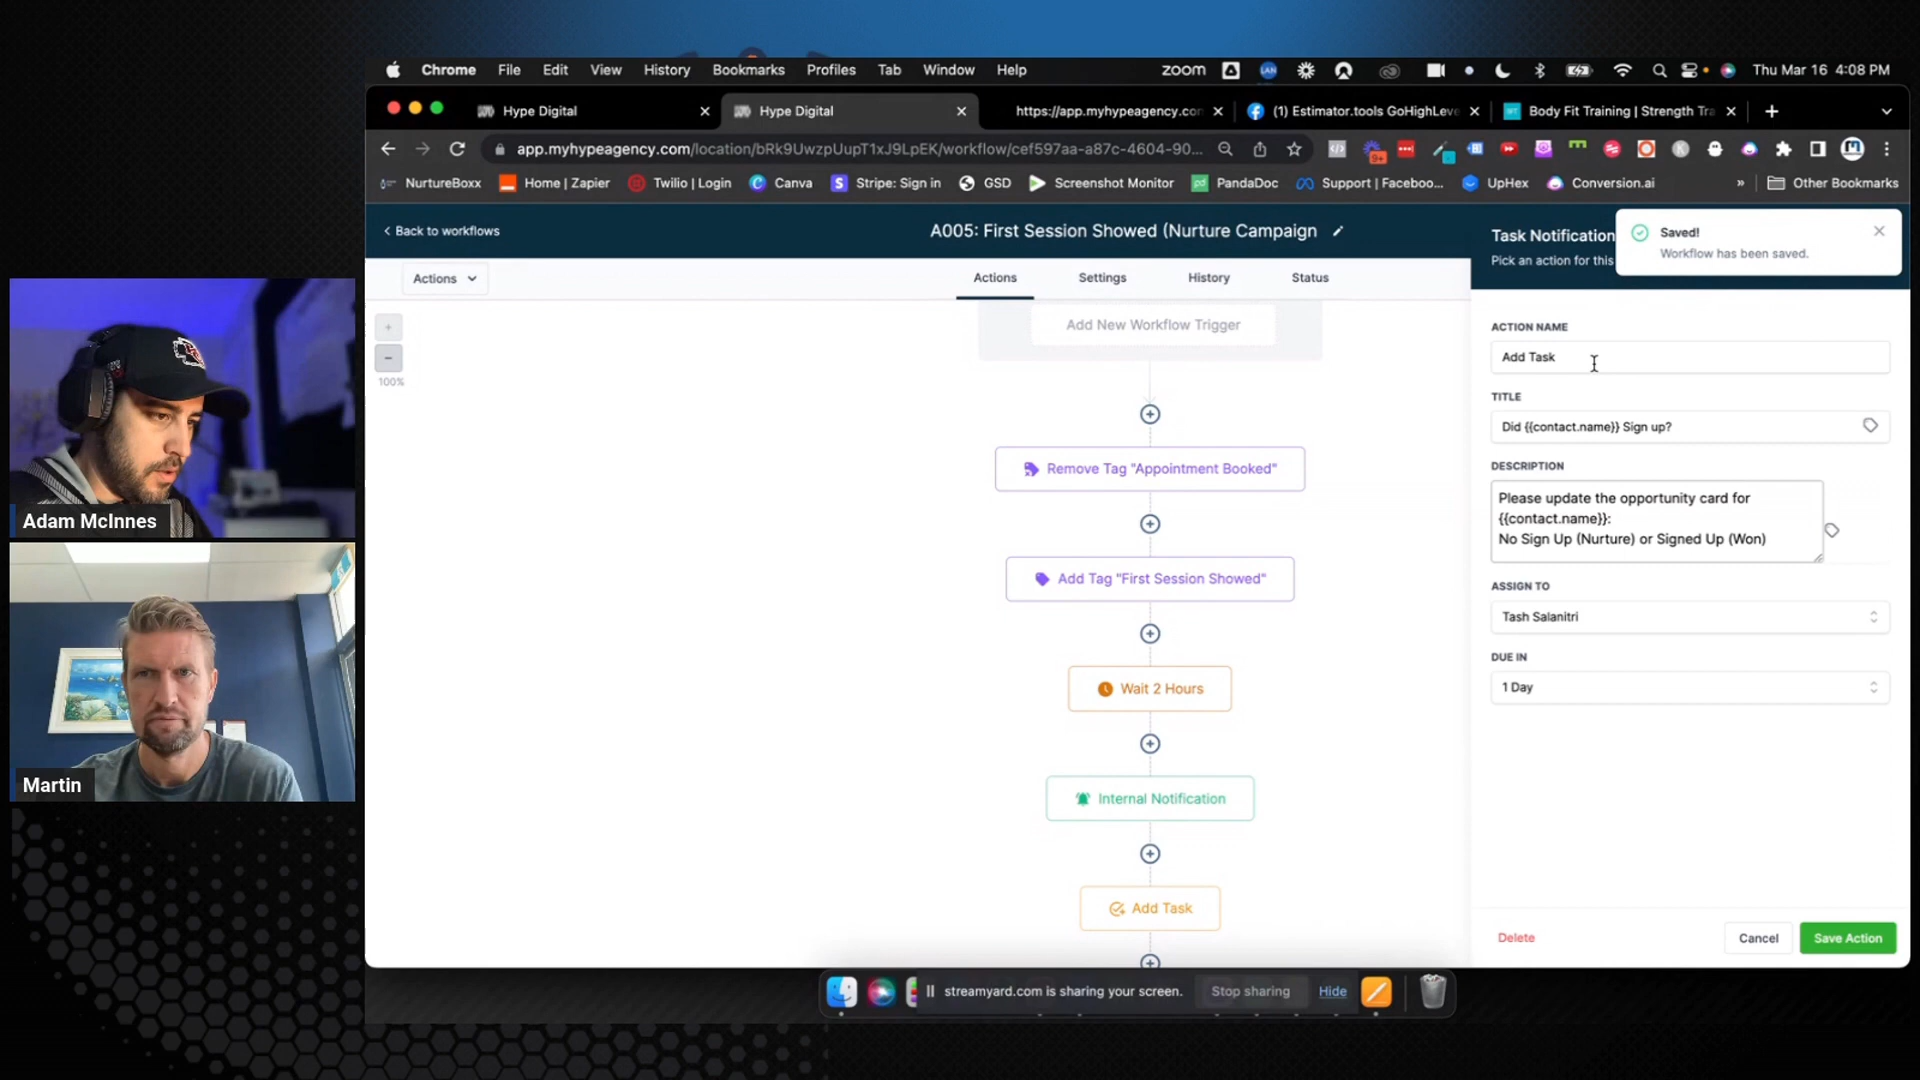 Chrome File Edit View History Bookmarks Profiles Tab Window Help zoom LAN Thu Mar 16 4:08 PM
Hype Digital Hype Digital https://app.myhypeagency.con (1) Estimator.tools GoHighLeve Body Fit Training | Strength Tra
app.myhypeagency.com/location/bRk9UwzpUupT1xJ9LpEK/workflow/cef597aa-a87c-4604-90... 9+
NurtureBoxx Home | Zapier Twilio | Login Canva Stripe: Sign in GSD Screenshot Monitor PandaDoc Support | Faceboo... UpHex Conversion.ai » Other Bookmarks
Back to workflows
A005: First Session Showed (Nurture Campaign
Task Notification
Pick an action for this
Saved!
Workflow has been saved.
Actions
Actions Settings History Status
100%
Add New Workflow Trigger
Remove Tag "Appointment Booked"
Add Tag "First Session Showed"
Wait 2 Hours
Internal Notification
Add Task
ACTION NAME
Add Task
TITLE
Did {{contact.name}} Sign up?
DESCRIPTION
Please update the opportunity card for
{{contact.name}}:
No Sign Up (Nurture) or Signed Up (Won)
ASSIGN TO
Tash Salanitri
DUE IN
1 Day
Delete Cancel Save Action
Adam McInnes
Martin
streamyard.com is sharing your screen. Stop sharing Hide